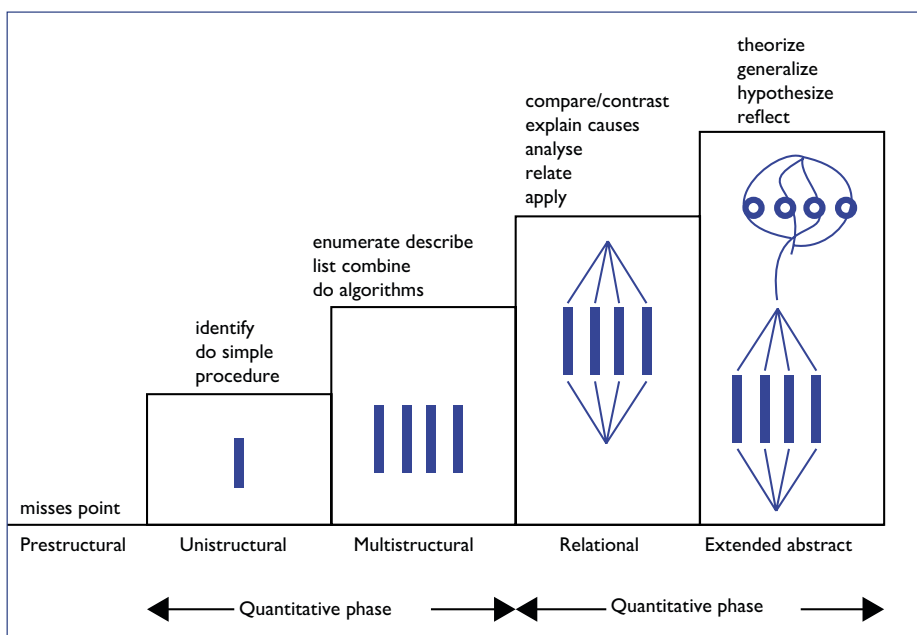 theorize
generalize
hypothesize
reflect
compare/contrast
explain causes
analyse
relate
apply
enumerate describe
list combine
do algorithms
identify
do simple
procedure
misses point
Prestructural
Unistructural
Multistructural
Relational
Extended abstract
Quantitative phase
Quantitative phase